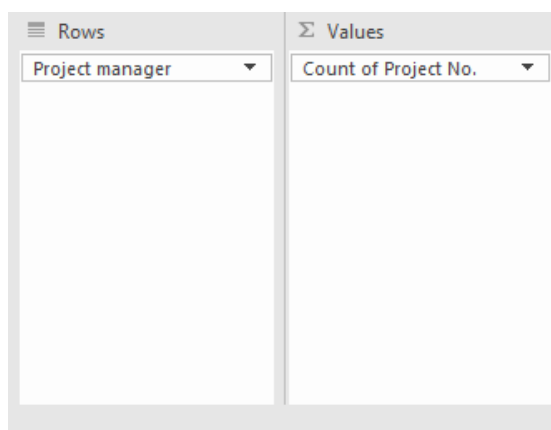 Rows
Σ Values
Project manager
Count of Project No.